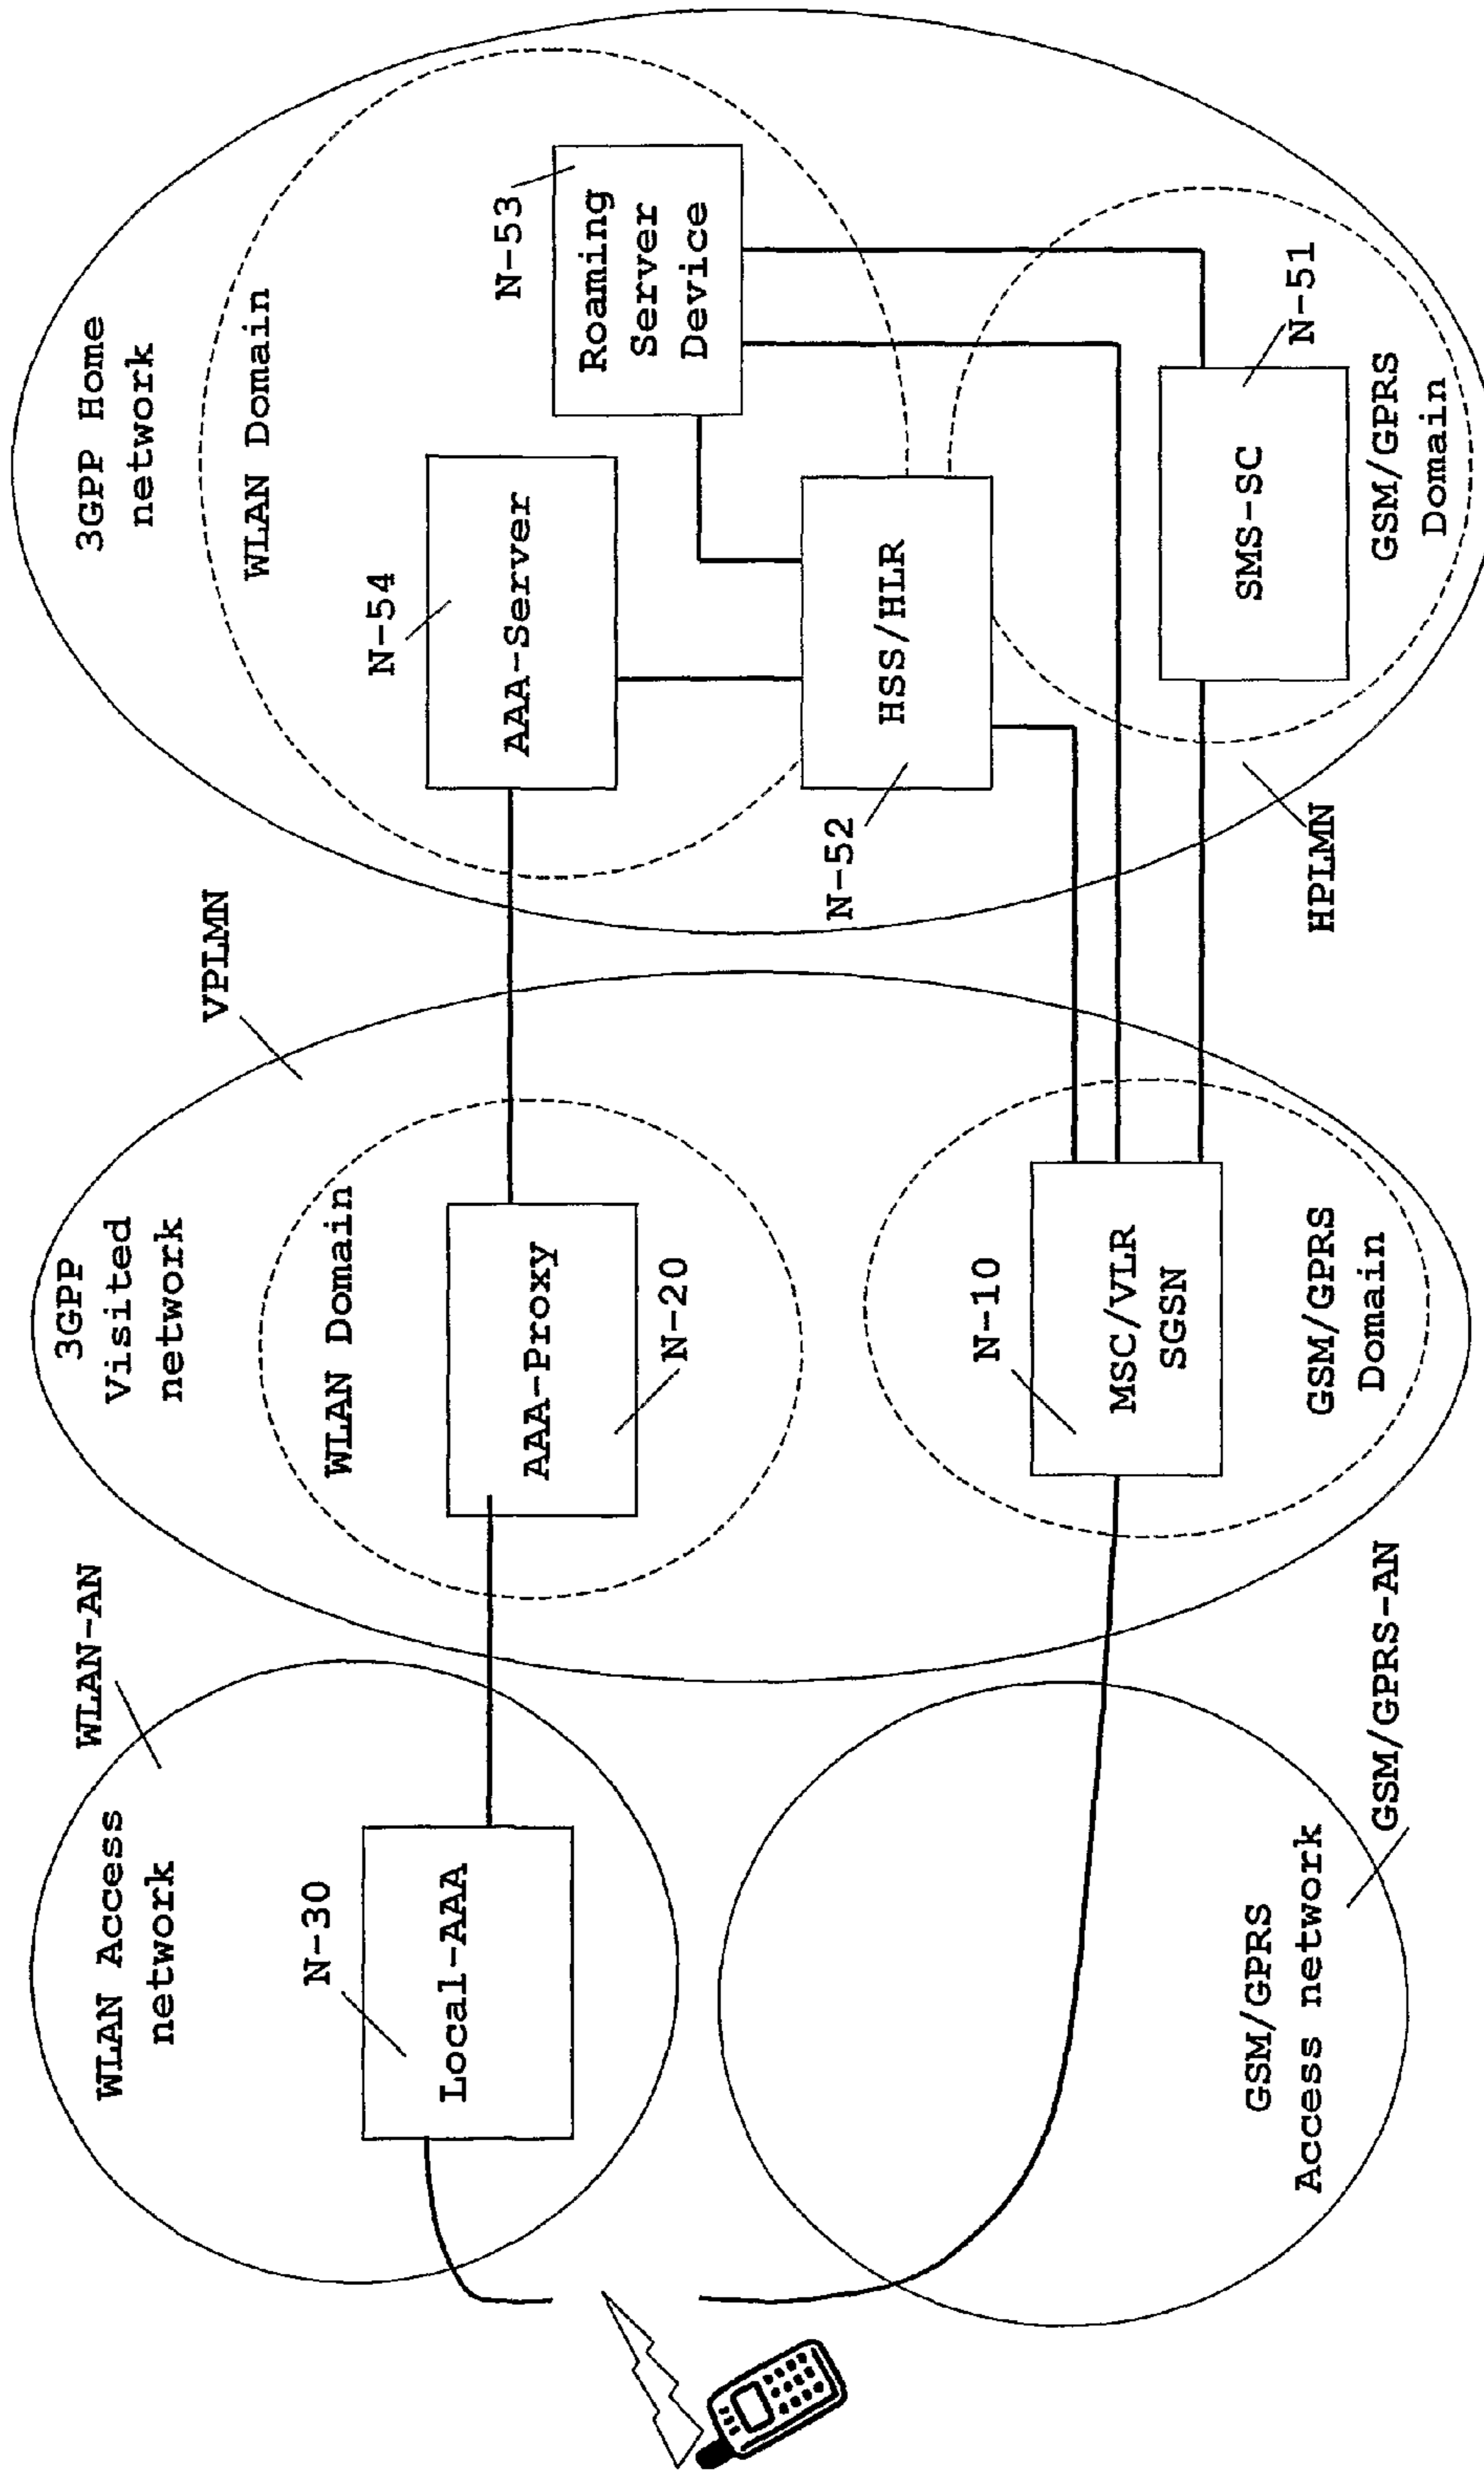 WLAN-AN
WLAN Access
network
N-30
Local-AAA
GSM/GPRS
Access network
GSM/GPRS-AN
VPLMN
3GPP
Visited
network
WLAN Domain
AAA-Proxy
N-20
N-10
MSC/VLR
SGSN
GSM/GPRS
Domain
3GPP Home
network
WLAN Domain
N-54
AAA-Server
N-53
Roaming
Server
Device
N-52
HSS/HLR
SMS-SC
N-51
GSM/GPRS
Domain
HPLMN